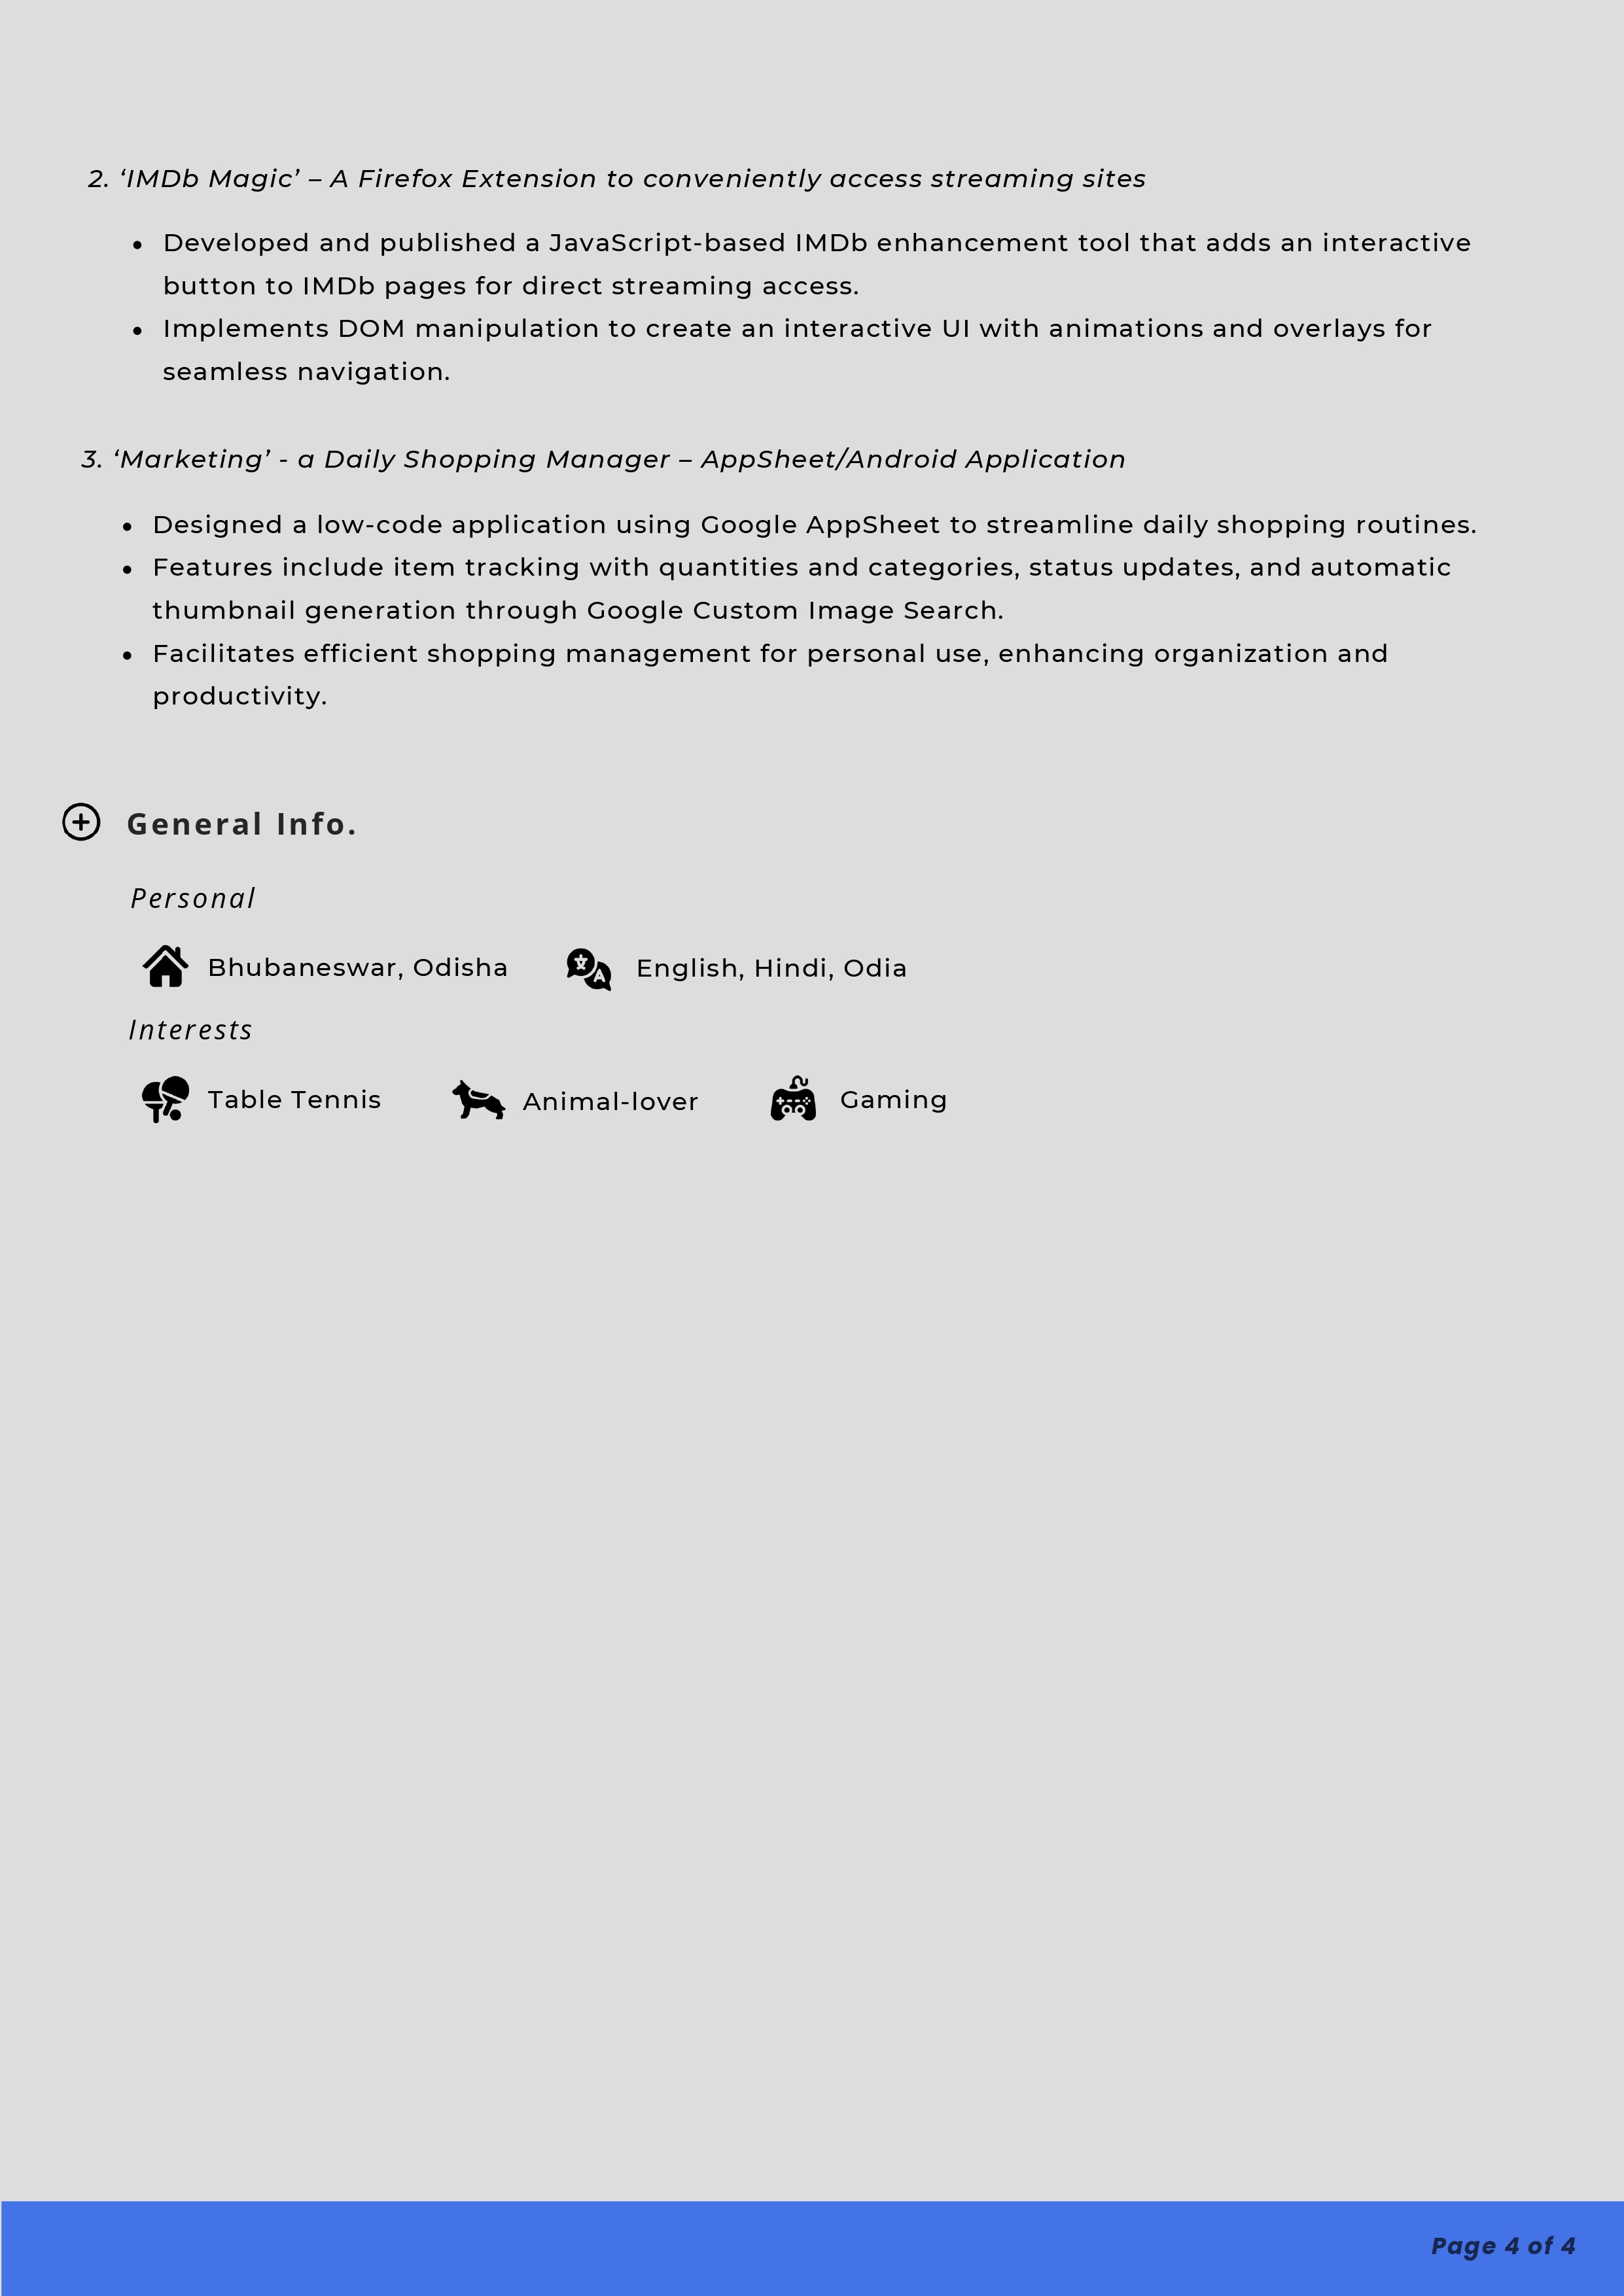 2. ‘IMDb Magic’ – A Firefox Extension to conveniently access streaming sites
• Developed and published a JavaScript-based IMDb enhancement tool that adds an interactive
button to IMDb pages for direct streaming access.
• Implements DOM manipulation to create an interactive UI with animations and overlays for
seamless navigation.
3. ‘Marketing’ - a Daily Shopping Manager – AppSheet/Android Application
• Designed a low-code application using Google AppSheet to streamline daily shopping routines.
• Features include item tracking with quantities and categories, status updates, and automatic
thumbnail generation through Google Custom Image Search.
• Facilitates efficient shopping management for personal use, enhancing organization and
productivity.
General Info.
Personal
Bhubaneswar, Odisha English, Hindi, Odia
Interests
Table Tennis Animal-lover Gaming
Page 4 of 4